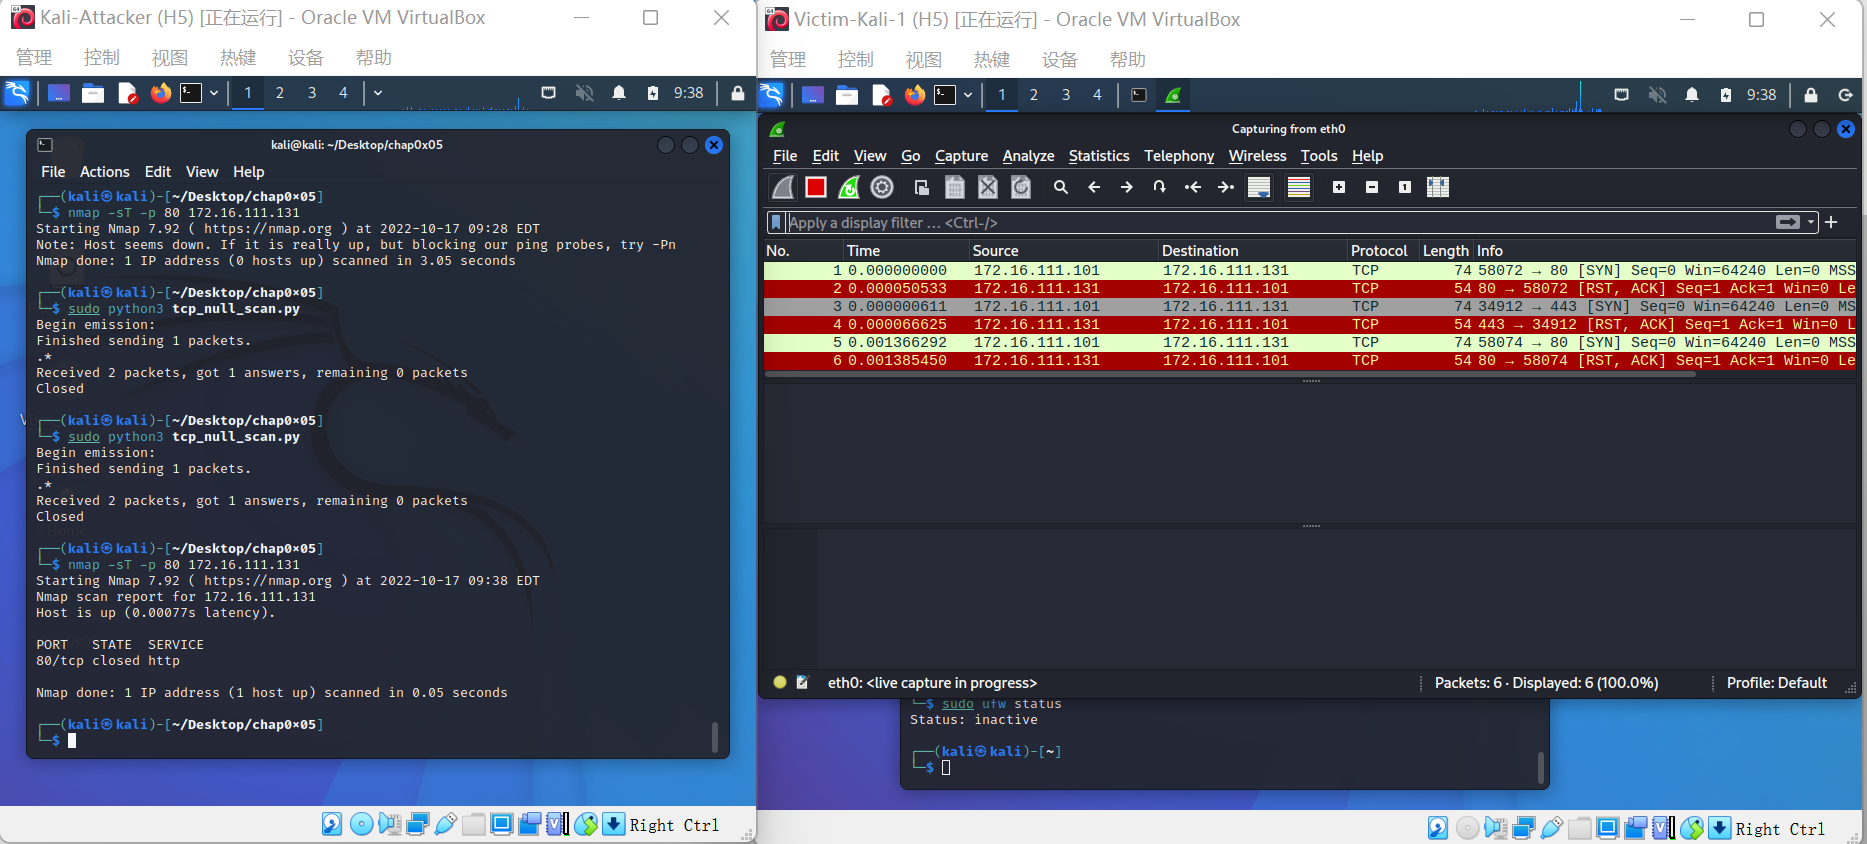 Kali-Attacker (H5) [正在运行] - Oracle VM VirtualBox
管理 控制 视图 热键 设备 帮助
1 2 3 4 9:38
kali@kali: ~/Desktop/chap0x05
File Actions Edit View Help
┌──(kali㉿kali)-[~/Desktop/chap0×05]
└─$ nmap -sT -p 80 172.16.111.131
Starting Nmap 7.92 ( https://nmap.org ) at 2022-10-17 09:28 EDT
Note: Host seems down. If it is really up, but blocking our ping probes, try -Pn
Nmap done: 1 IP address (0 hosts up) scanned in 3.05 seconds
┌──(kali㉿kali)-[~/Desktop/chap0×05]
└─$ sudo python3 tcp_null_scan.py
Begin emission:
Finished sending 1 packets.
.*
Received 2 packets, got 1 answers, remaining 0 packets
Closed
┌──(kali㉿kali)-[~/Desktop/chap0×05]
└─$ sudo python3 tcp_null_scan.py
Begin emission:
Finished sending 1 packets.
.*
Received 2 packets, got 1 answers, remaining 0 packets
Closed
┌──(kali㉿kali)-[~/Desktop/chap0×05]
└─$ nmap -sT -p 80 172.16.111.131
Starting Nmap 7.92 ( https://nmap.org ) at 2022-10-17 09:38 EDT
Nmap scan report for 172.16.111.131
Host is up (0.00077s latency).
PORT STATE SERVICE
80/tcp closed http
Nmap done: 1 IP address (1 host up) scanned in 0.05 seconds
┌──(kali㉿kali)-[~/Desktop/chap0×05]
└─$
Right Ctrl
Victim-Kali-1 (H5) [正在运行] - Oracle VM VirtualBox
管理 控制 视图 热键 设备 帮助
1 2 3 4 9:38
Capturing from eth0
File Edit View Go Capture Analyze Statistics Telephony Wireless Tools Help
Apply a display filter … <Ctrl-/>
No. Time Source Destination Protocol Length Info
1 0.000000000 172.16.111.101 172.16.111.131 TCP 74 58072 → 80 [SYN] Seq=0 Win=64240 Len=0 MSS
2 0.000050533 172.16.111.131 172.16.111.101 TCP 54 80 → 58072 [RST, ACK] Seq=1 Ack=1 Win=0 Le
3 0.000000611 172.16.111.101 172.16.111.131 TCP 74 34912 → 443 [SYN] Seq=0 Win=64240 Len=0 MSS
4 0.000066625 172.16.111.131 172.16.111.101 TCP 54 443 → 34912 [RST, ACK] Seq=1 Ack=1 Win=0 L
5 0.001366292 172.16.111.101 172.16.111.131 TCP 74 58074 → 80 [SYN] Seq=0 Win=64240 Len=0 MSS
6 0.001385450 172.16.111.131 172.16.111.101 TCP 54 80 → 58074 [RST, ACK] Seq=1 Ack=1 Win=0 Le
eth0: <live capture in progress> Packets: 6 · Displayed: 6 (100.0%) Profile: Default
└─$ sudo ufw status
Status: inactive
┌──(kali㉿kali)-[~]
└─$
Right Ctrl